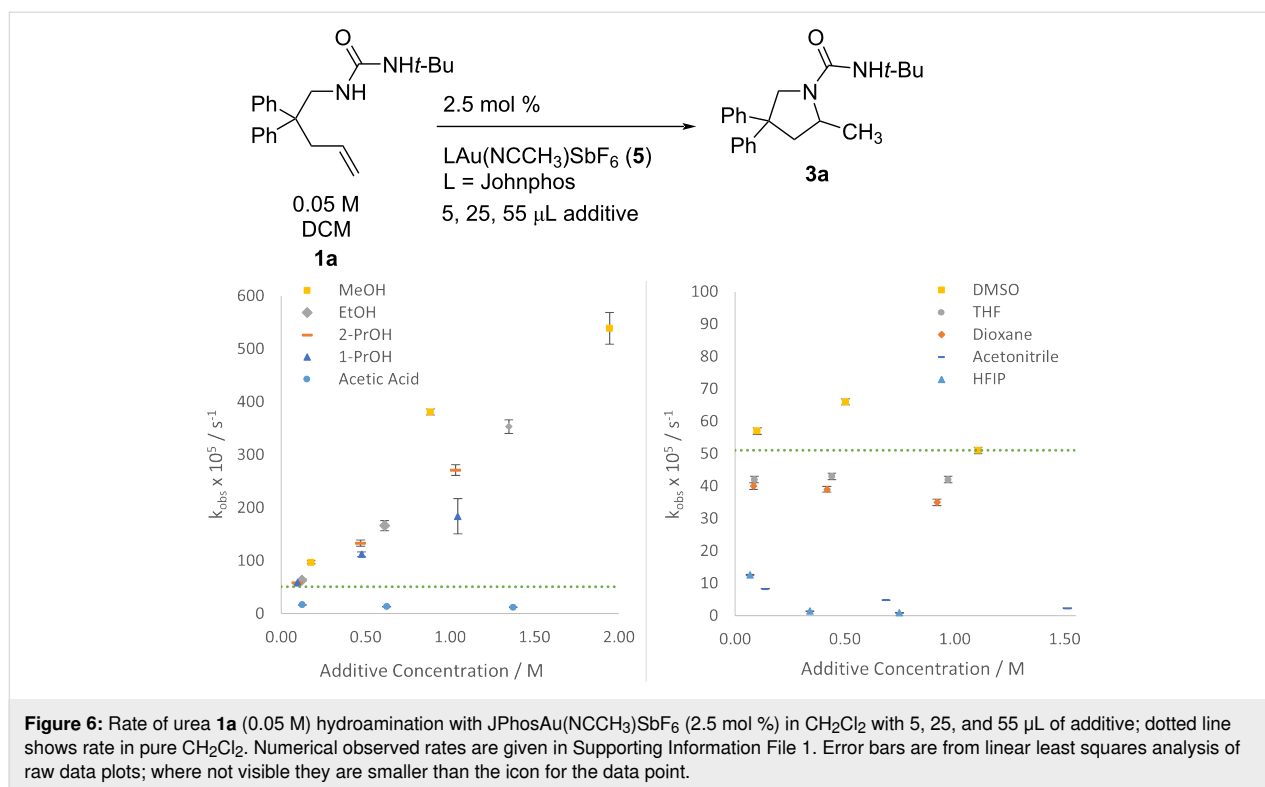 O
NHt-Bu
NH
Ph
Ph
0.05 M
DCM
1a
2.5 mol %
LAu(NCCH3)SbF6 (5)
L = Johnphos
5, 25, 55 μL additive
O
NHt-Bu
N
Ph
Ph
CH3
3a
MeOH
EtOH
2-PrOH
1-PrOH
Acetic Acid
600
500
400
300
200
100
0
kobs x 10^5 / s^-1
0.00 0.50 1.00 1.50 2.00
Additive Concentration / M
DMSO
THF
Dioxane
Acetonitrile
HFIP
100
90
80
70
60
50
40
30
20
10
0
kobs x 10^5 / s^-1
0.00 0.50 1.00 1.50
Additive Concentration / M
Figure 6: Rate of urea 1a (0.05 M) hydroamination with JPhosAu(NCCH3)SbF6 (2.5 mol %) in CH2Cl2 with 5, 25, and 55 μL of additive; dotted line
shows rate in pure CH2Cl2. Numerical observed rates are given in Supporting Information File 1. Error bars are from linear least squares analysis of
raw data plots; where not visible they are smaller than the icon for the data point.